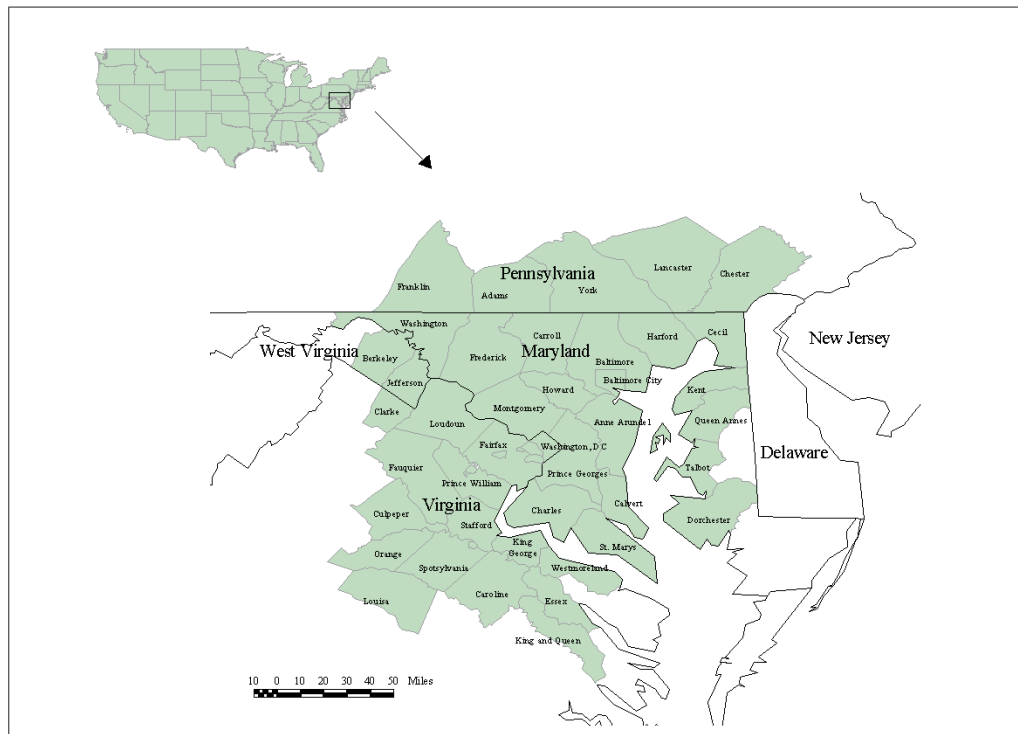 Pennsylvania
Franklin
Adams
York
Lancaster
Chester
Washington
Carroll
Harford
Cecil
New Jersey
West Virginia
Berkeley
Frederick
Maryland
Baltimore
Jefferson
Baltimore City
Howard
Kent
Clarke
Montgomery
Loudoun
Anne Arundel
Queen Annes
Fairfax
Washington, D C
Delaware
Fauquier
Prince William
Prince Georges
Talbot
Virginia
Calvert
Culpeper
Stafford
Charles
Dorchester
King
George
St. Marys
Orange
Spotsylvania
Westmoreland
Louisa
Caroline
Essex
King and Queen
10 0 10 20 30 40 50 Miles